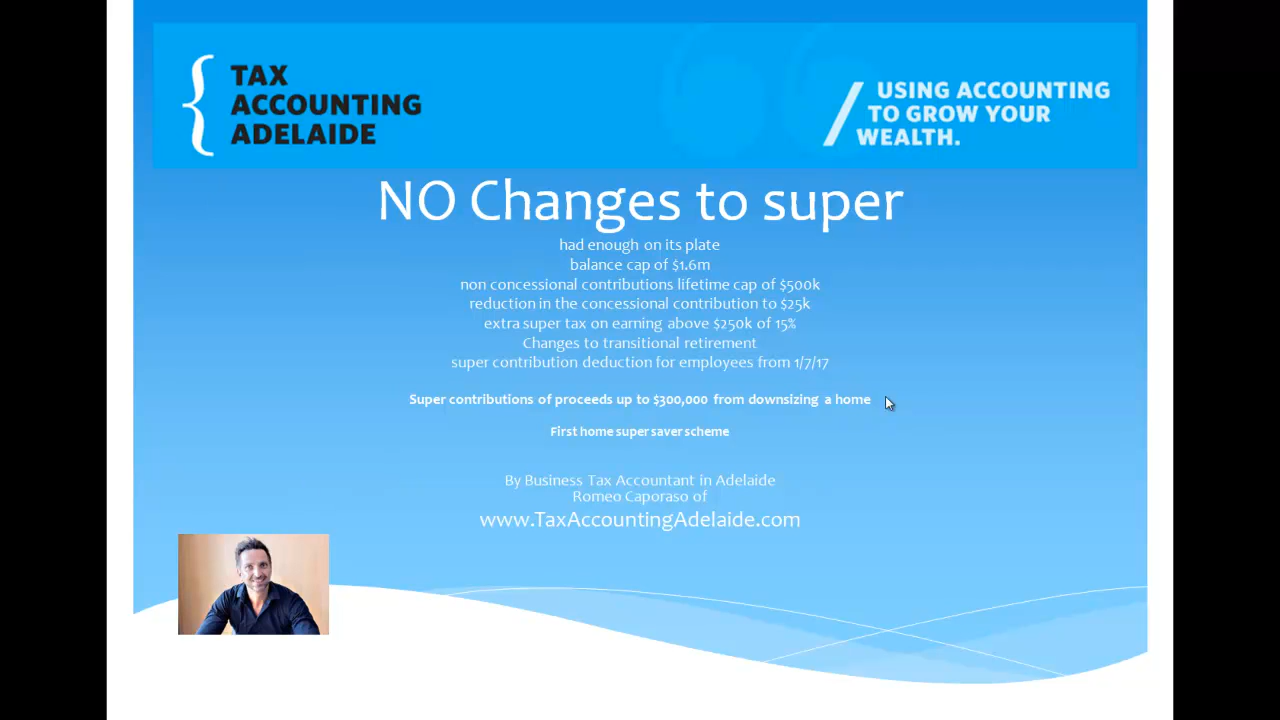 TAX
ACCOUNTING
ADELAIDE
USING ACCOUNTING
TO GROW YOUR
WEALTH.
NO Changes to super
had enough on its plate
balance cap of $1.6m
non concessional contributions lifetime cap of $500k
reduction in the concessional contribution to $25k
extra super tax on earning above $250k of 15%
Changes to transitional retirement
super contribution deduction for employees from 1/7/17
Super contributions of proceeds up to $300,000 from downsizing a home
First home super saver scheme
By Business Tax Accountant in Adelaide
Romeo Caporaso of
www.TaxAccountingAdelaide.com